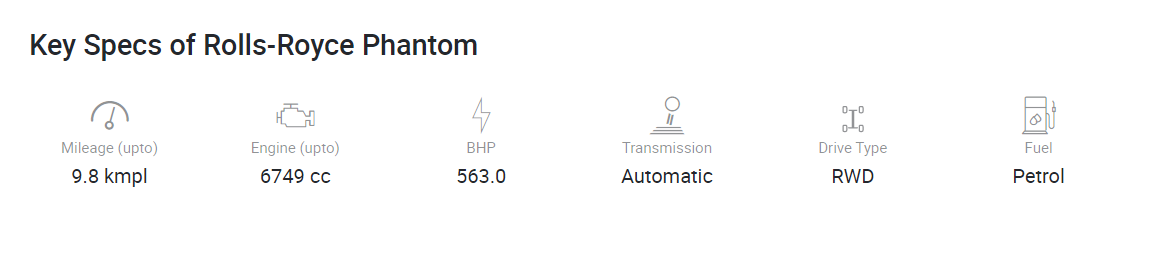 Key Specs of Rolls-Royce Phantom
Mileage (upto) Engine (upto) BHP Transmission Drive Type Fuel
9.8 kmpl 6749 cc 563.0 Automatic RWD Petrol